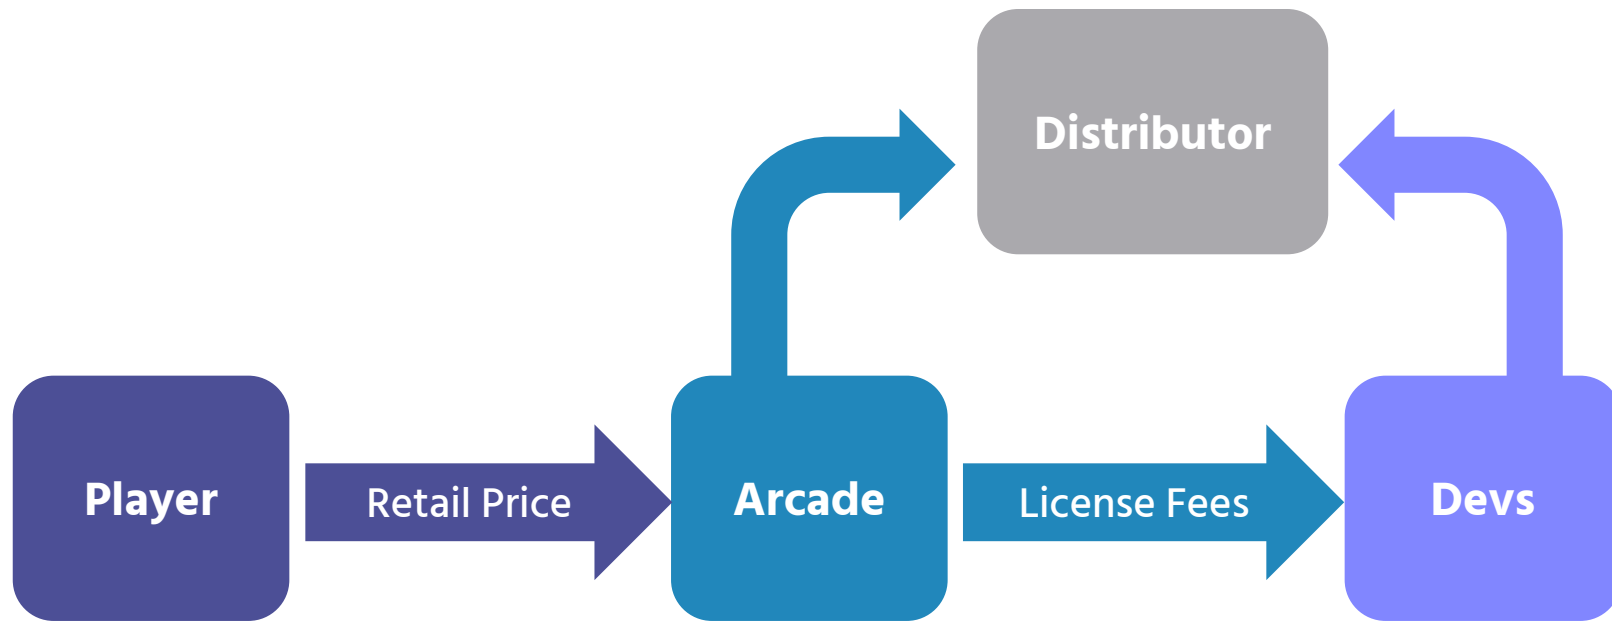 Distributor
Player
Retail Price
Arcade
License Fees
Devs